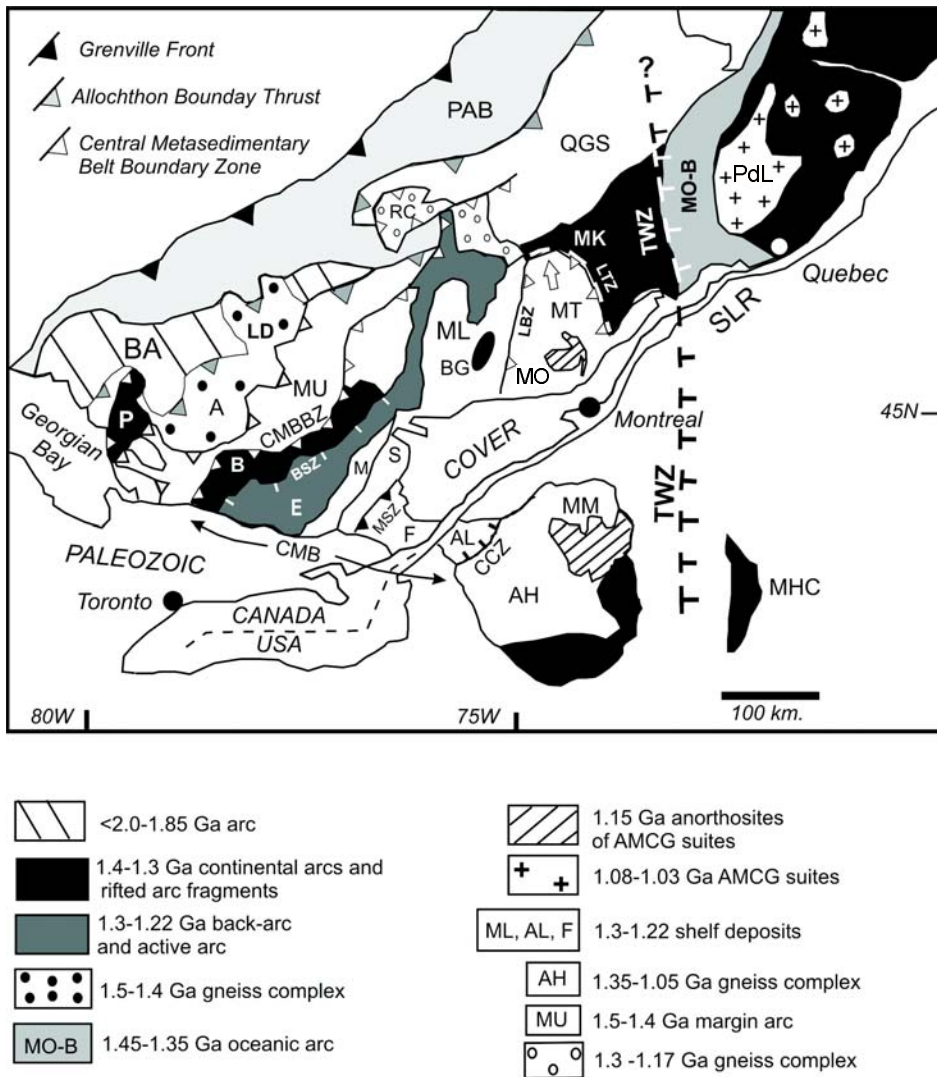 Grenville Front
Allochthon Bounday Thrust
Central Metasedimentary
Belt Boundary Zone
PAB
?
QGS
MO-B
PdL
RC
MK
TWZ
LTZ
Quebec
SLR
LD
BA
ML
LBZ
MT
BG
MO
MU
A
P
CMBBZ
Montreal
45N
Georgian
Bay
B
BSZ
M
S
COVER
E
MSZ
F
AL
CCZ
MM
TWZ
CMB
PALEOZOIC
AH
MHC
Toronto
CANADA
USA
80W
75W
100 km.
<2.0-1.85 Ga arc
1.4-1.3 Ga continental arcs and
rifted arc fragments
1.3-1.22 Ga back-arc
and active arc
1.5-1.4 Ga gneiss complex
MO-B 1.45-1.35 Ga oceanic arc
1.15 Ga anorthosites
of AMCG suites
1.08-1.03 Ga AMCG suites
ML, AL, F 1.3-1.22 shelf deposits
AH 1.35-1.05 Ga gneiss complex
MU 1.5-1.4 Ga margin arc
1.3 -1.17 Ga gneiss complex